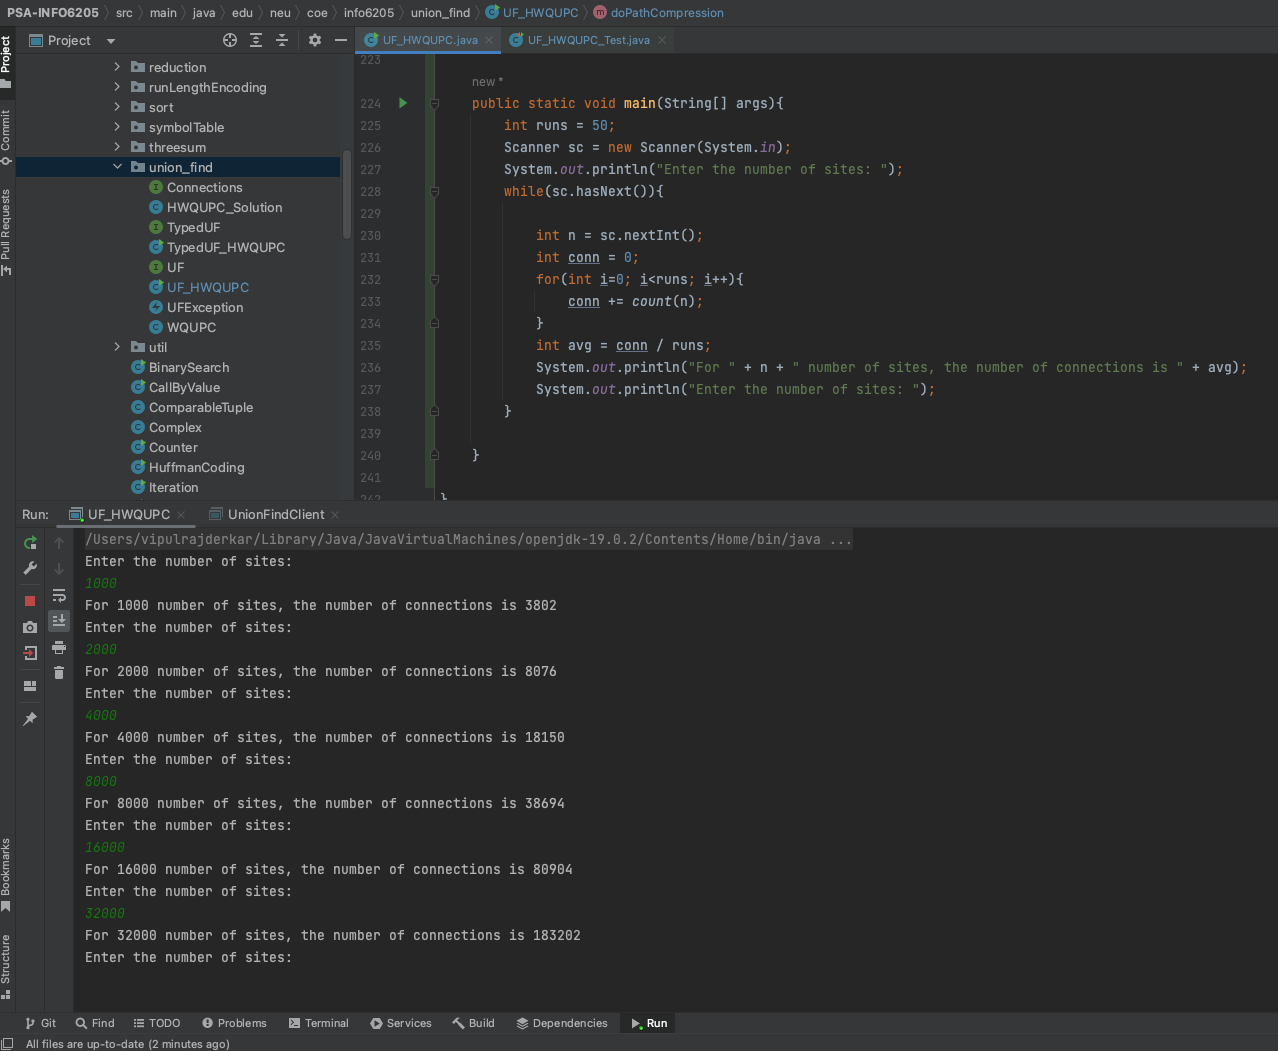 PSA-INFO6205 src main java edu neu coe info6205 union_find UF_HWQUPC doPathCompression
Project
UF_HWQUPC.java
UF_HWQUPC_Test.java
Project
Commit
Pull Requests
reduction
runLengthEncoding
sort
symbolTable
threesum
union_find
Connections
HWQUPC_Solution
TypedUF
TypedUF_HWQUPC
UF
UF_HWQUPC
UFException
WQUPC
util
BinarySearch
CallByValue
ComparableTuple
Complex
Counter
HuffmanCoding
Iteration
223
new *
224 public static void main(String[] args){
225 int runs = 50;
226 Scanner sc = new Scanner(System.in);
227 System.out.println("Enter the number of sites: ");
228 while(sc.hasNext()){
229
230 int n = sc.nextInt();
231 int conn = 0;
232 for(int i=0; i<runs; i++){
233 conn += count(n);
234 }
235 int avg = conn / runs;
236 System.out.println("For " + n + " number of sites, the number of connections is " + avg);
237 System.out.println("Enter the number of sites: ");
238 }
239
240 }
241
242 }
Run: UF_HWQUPC UnionFindClient
/Users/vipulrajderkar/Library/Java/JavaVirtualMachines/openjdk-19.0.2/Contents/Home/bin/java ...
Enter the number of sites:
1000
For 1000 number of sites, the number of connections is 3802
Enter the number of sites:
2000
For 2000 number of sites, the number of connections is 8076
Enter the number of sites:
4000
For 4000 number of sites, the number of connections is 18150
Enter the number of sites:
8000
For 8000 number of sites, the number of connections is 38694
Enter the number of sites:
16000
For 16000 number of sites, the number of connections is 80904
Enter the number of sites:
32000
For 32000 number of sites, the number of connections is 183202
Enter the number of sites:
Bookmarks
Structure
Git Find TODO Problems Terminal Services Build Dependencies Run
All files are up-to-date (2 minutes ago)